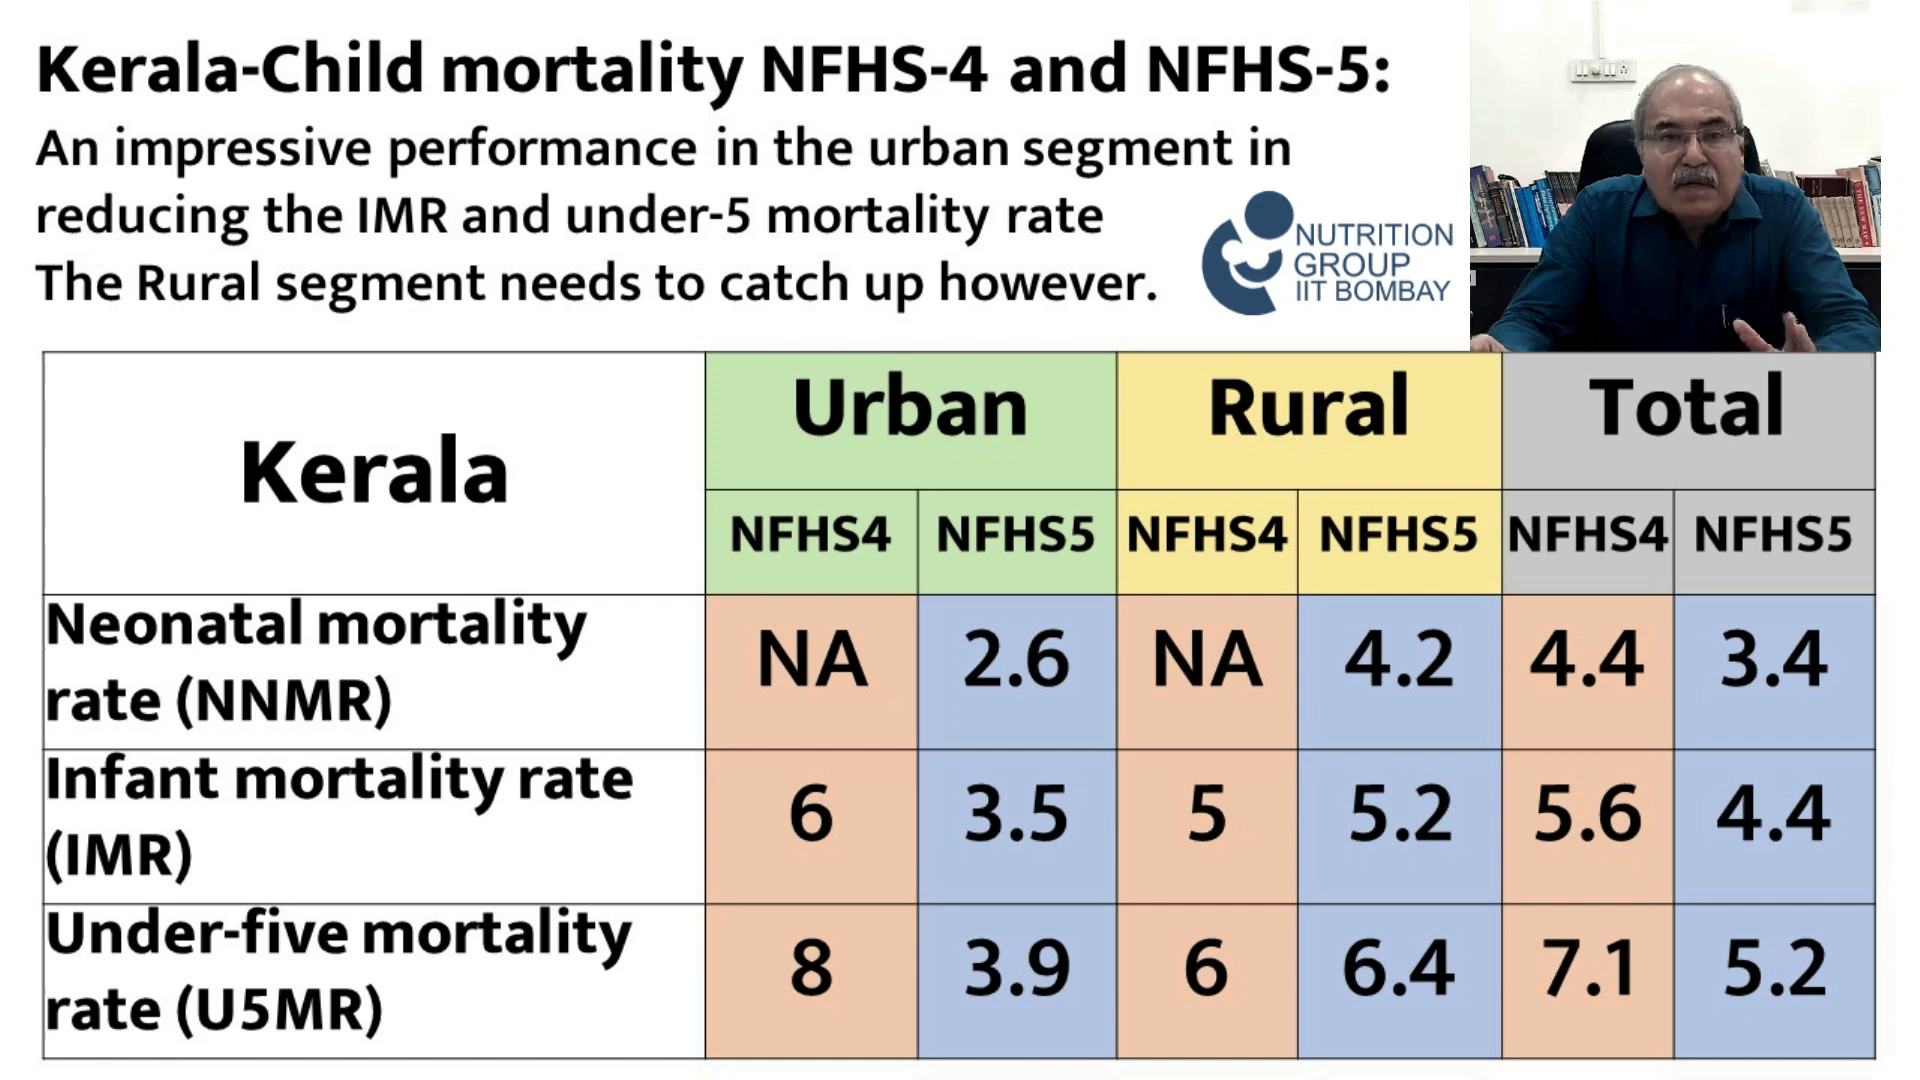 Kerala-Child mortality NFHS-4 and NFHS-5:
An impressive performance in the urban segment in
reducing the IMR and under-5 mortality rate
The Rural segment needs to catch up however.
NUTRITION
GROUP
IIT BOMBAY
Kerala
Urban Rural Total
NFHS4 NFHS5 NFHS4 NFHS5 NFHS4 NFHS5
Neonatal mortality
rate (NNMR)
NA 2.6 NA 4.2 4.4 3.4
Infant mortality rate
(IMR)
6 3.5 5 5.2 5.6 4.4
Under-five mortality
rate (U5MR)
8 3.9 6 6.4 7.1 5.2